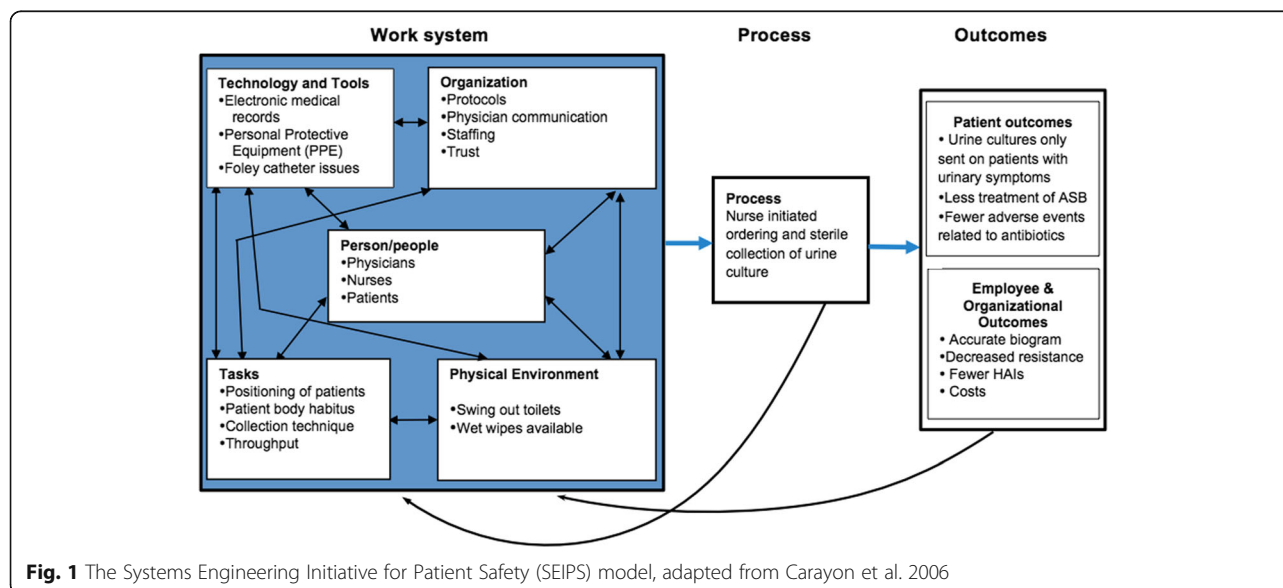 Work system
Process
Outcomes
Technology and Tools
•Electronic medical
records
•Personal Protective
Equipment (PPE)
•Foley catheter issues
Organization
•Protocols
•Physician communication
•Staffing
•Trust
Person/people
•Physicians
•Nurses
•Patients
Tasks
•Positioning of patients
•Patient body habitus
•Collection technique
•Throughput
Physical Environment
•Swing out toilets
•Wet wipes available
Process
Nurse initiated
ordering and sterile
collection of urine
culture
Patient outcomes
• Urine cultures only
sent on patients with
urinary symptoms
•Less treatment of ASB
•Fewer adverse events
related to antibiotics
Employee &
Organizational
Outcomes
• Accurate biogram
•Decreased resistance
• Fewer HAIs
• Costs
Fig. 1 The Systems Engineering Initiative for Patient Safety (SEIPS) model, adapted from Carayon et al. 2006